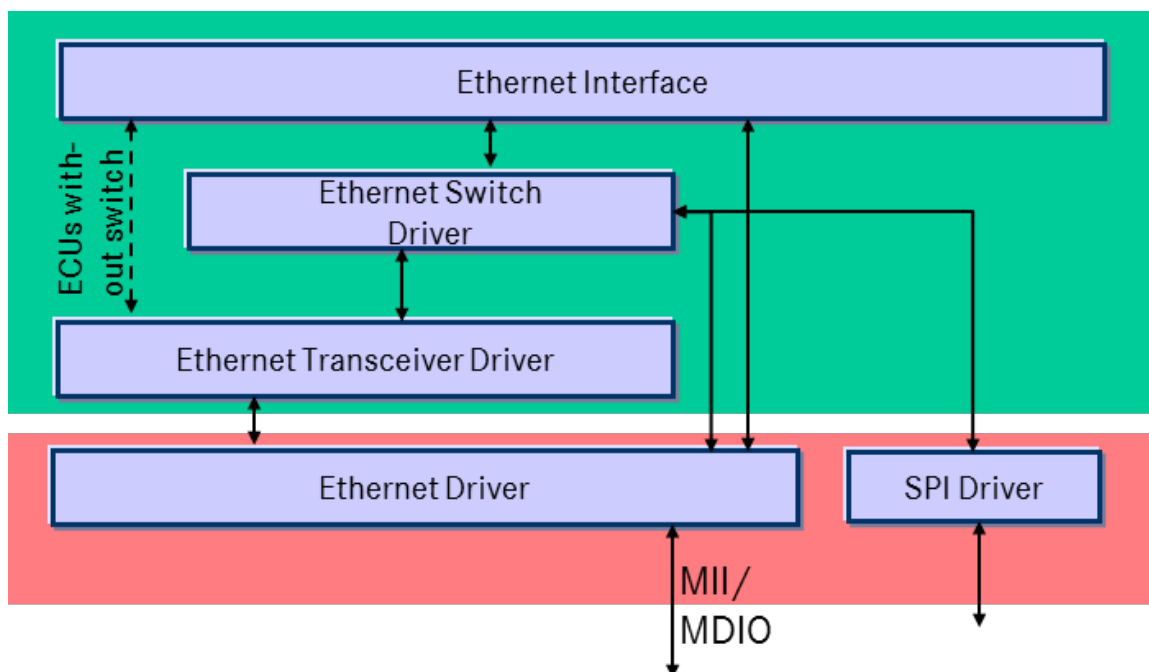 Ethernet Interface
ECUs with-
out switch
Ethernet Switch
Driver
Ethernet Transceiver Driver
Ethernet Driver
SPI Driver
MII/
MDIO